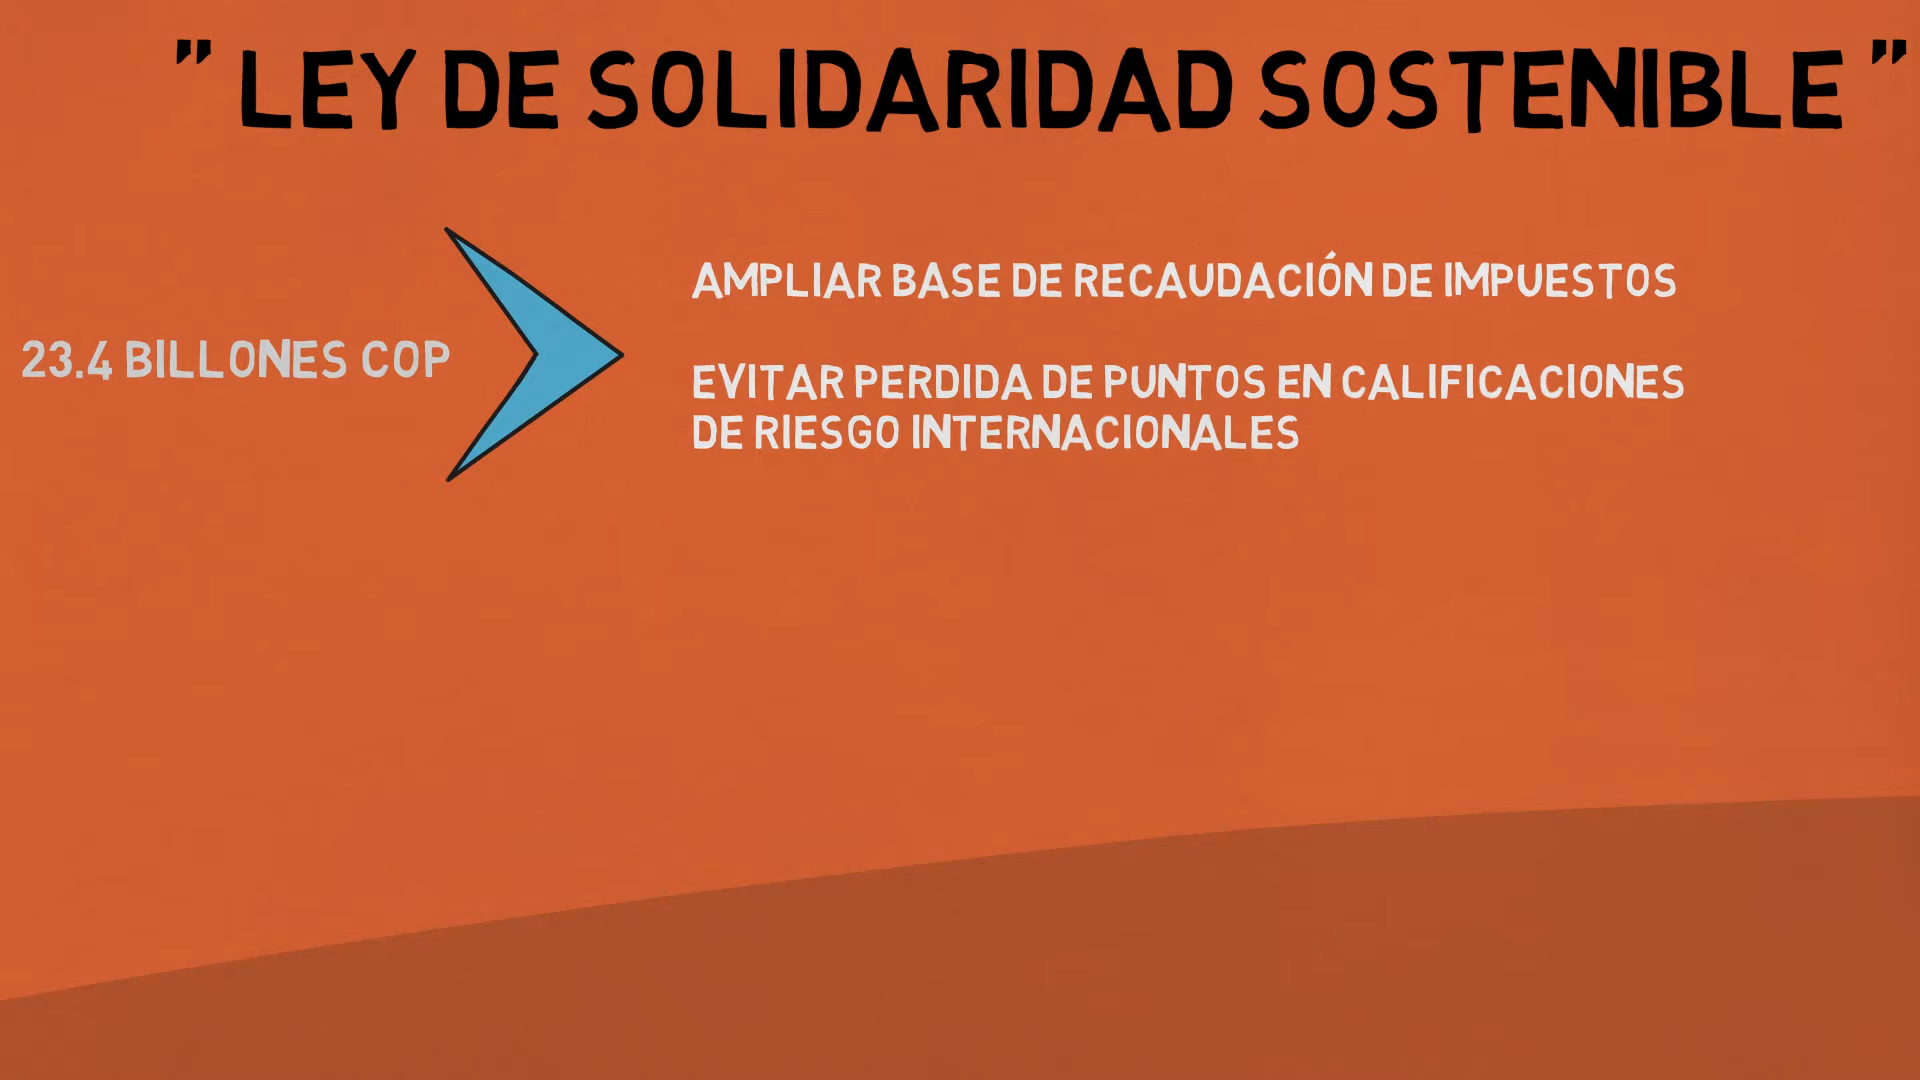 ” LEY DE SOLIDARIDAD SOSTENIBLE ”
23.4 BILLONES COP
AMPLIAR BASE DE RECAUDACIÓN DE IMPUESTOS
EVITAR PERDIDA DE PUNTOS EN CALIFICACIONES
DE RIESGO INTERNACIONALES